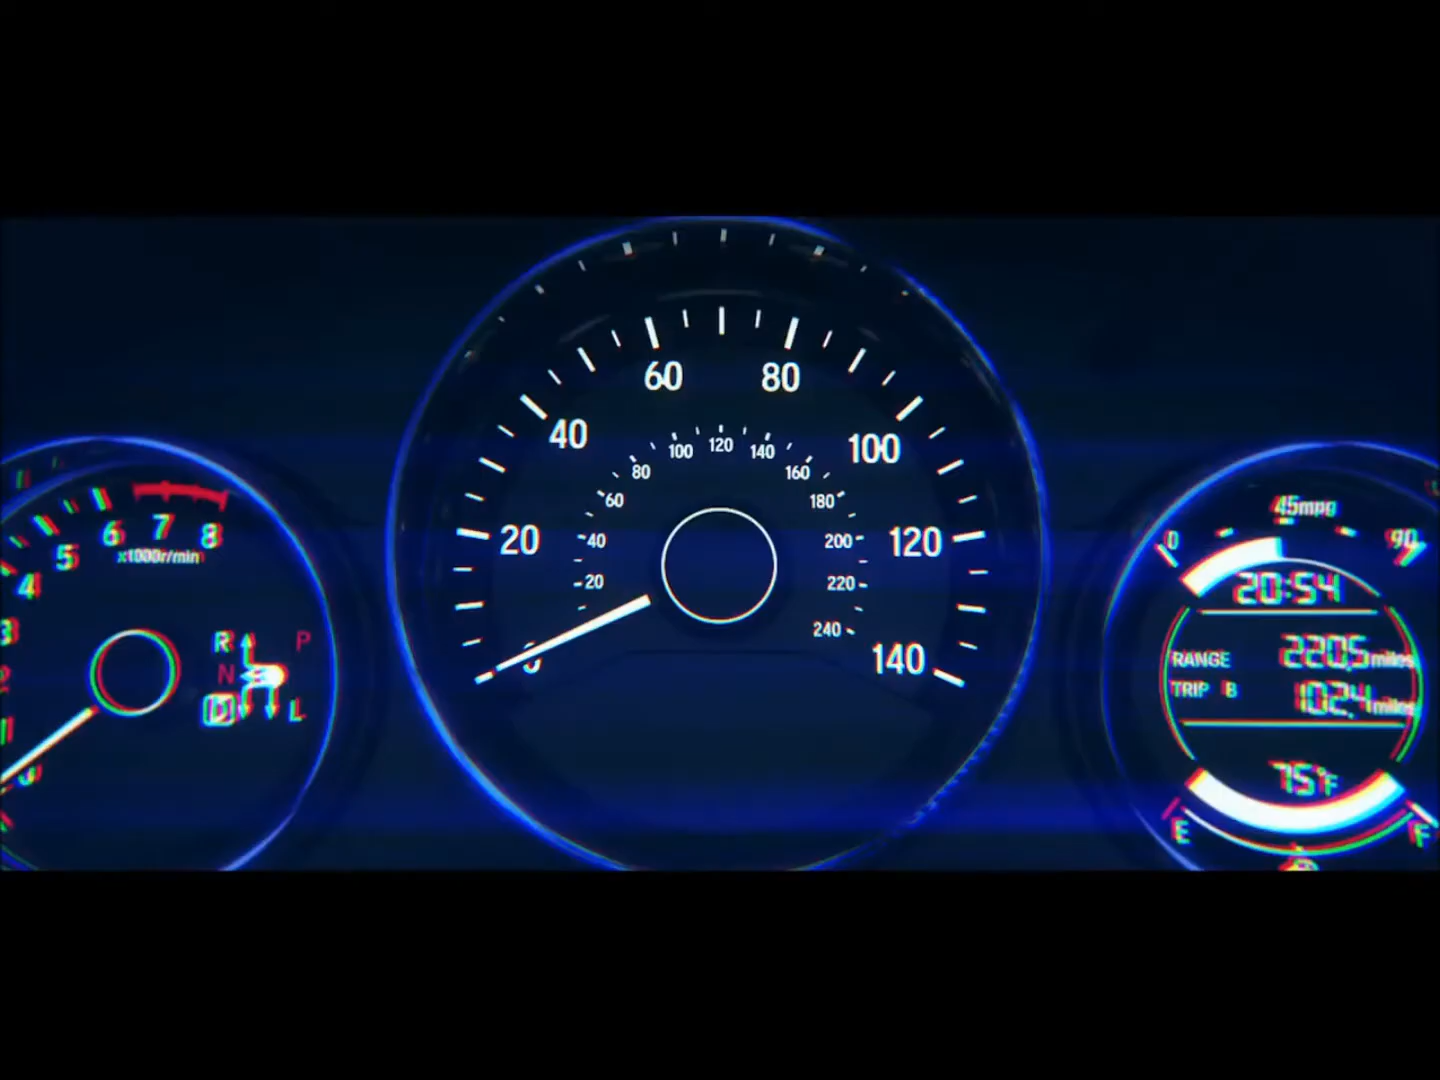 4 5 6 7 8
x1000r/min
R P
N
D L
0 20 40 60 80 100 120 140
20 40 60 80 100 120 140 160 180 200 220 240
45mpg
0 90
20:54
RANGE 220.5 miles
TRIP B 102.4 miles
75°F
E F